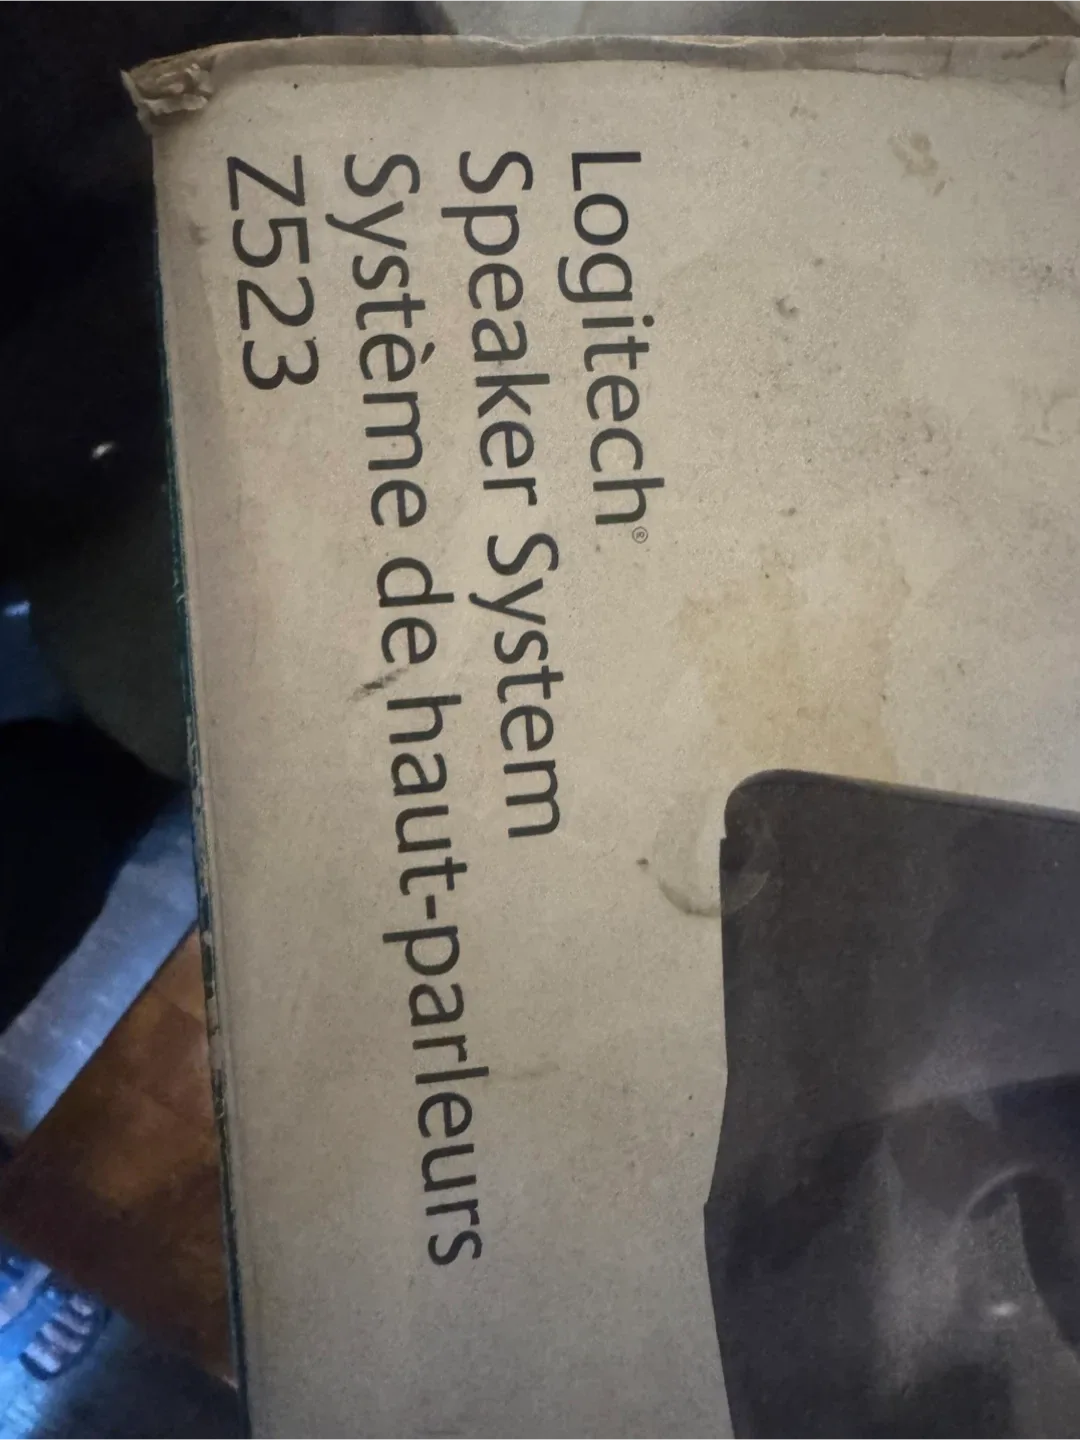 Logitech®
Speaker System
Système de haut-parleurs
Z523